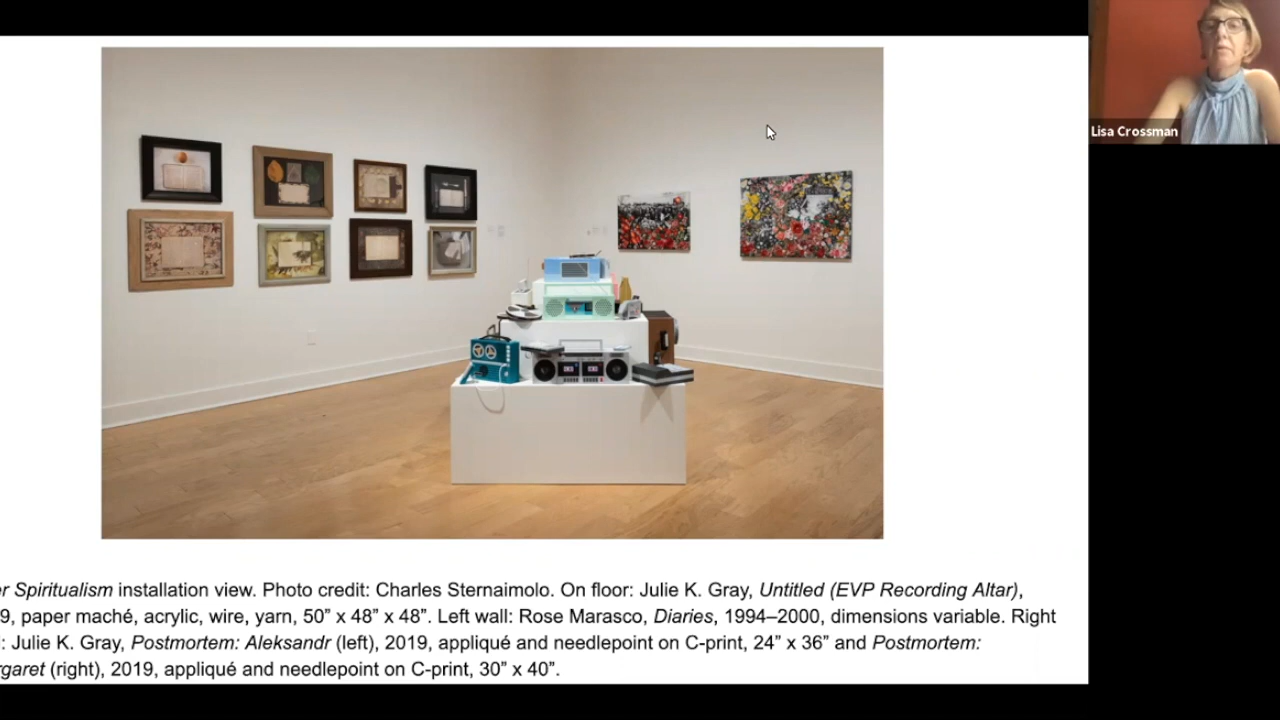 Lisa Crossman
r Spiritualism installation view. Photo credit: Charles Sternaimolo. On floor: Julie K. Gray, Untitled (EVP Recording Altar),
9, paper maché, acrylic, wire, yarn, 50” x 48” x 48”. Left wall: Rose Marasco, Diaries, 1994–2000, dimensions variable. Right
: Julie K. Gray, Postmortem: Aleksandr (left), 2019, appliqué and needlepoint on C-print, 24” x 36” and Postmortem:
rgaret (right), 2019, appliqué and needlepoint on C-print, 30” x 40”.